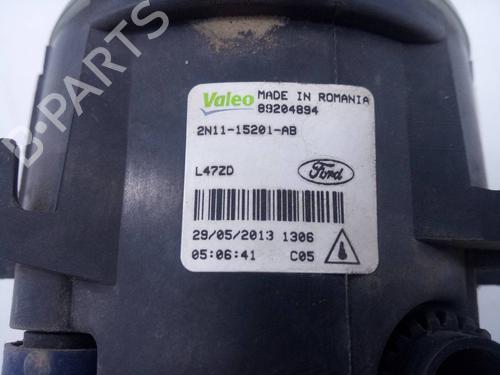 B-PARTS
Valeo MADE IN ROMANIA
89204894
2N11-15201-AB
L47ZD
Ford
29/05/2013 1306
05:06:41 C05